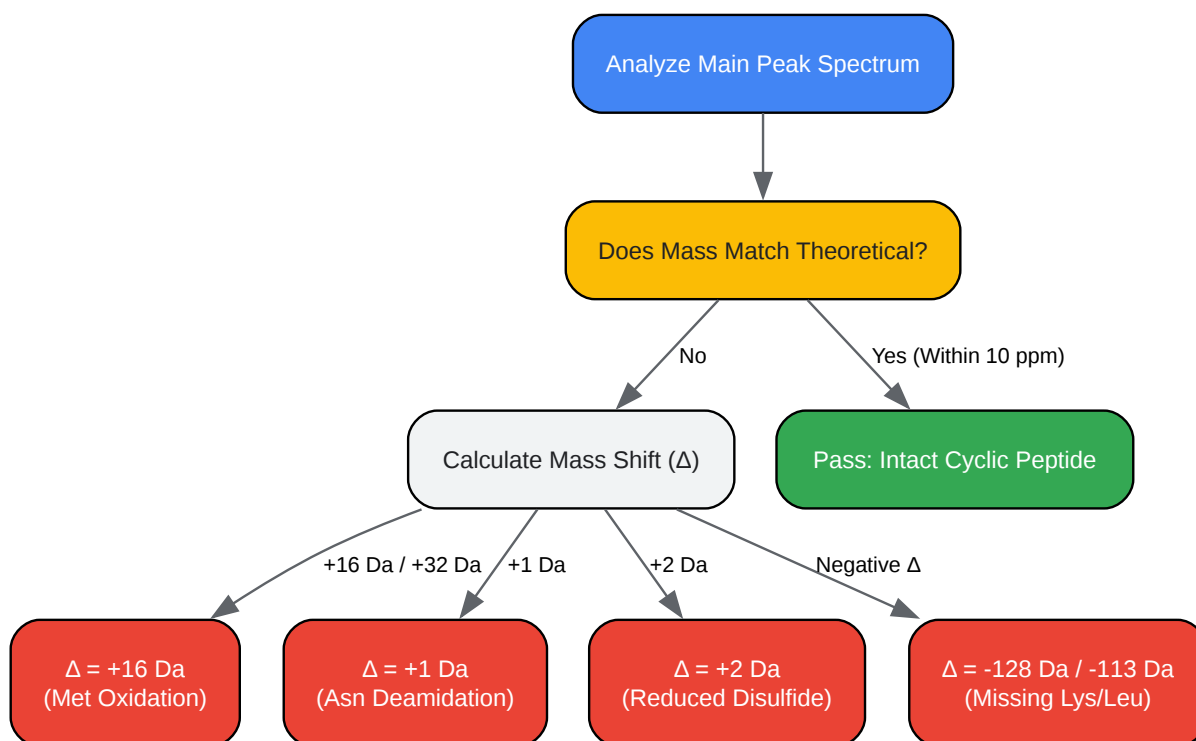 Analyze Main Peak Spectrum
Does Mass Match Theoretical?
No
Yes (Within 10 ppm)
Calculate Mass Shift (Δ)
Pass: Intact Cyclic Peptide
+16 Da / +32 Da
+1 Da
+2 Da
Negative Δ
Δ = +16 Da
(Met Oxidation)
Δ = +1 Da
(Asn Deamidation)
Δ = +2 Da
(Reduced Disulfide)
Δ = -128 Da / -113 Da
(Missing Lys/Leu)